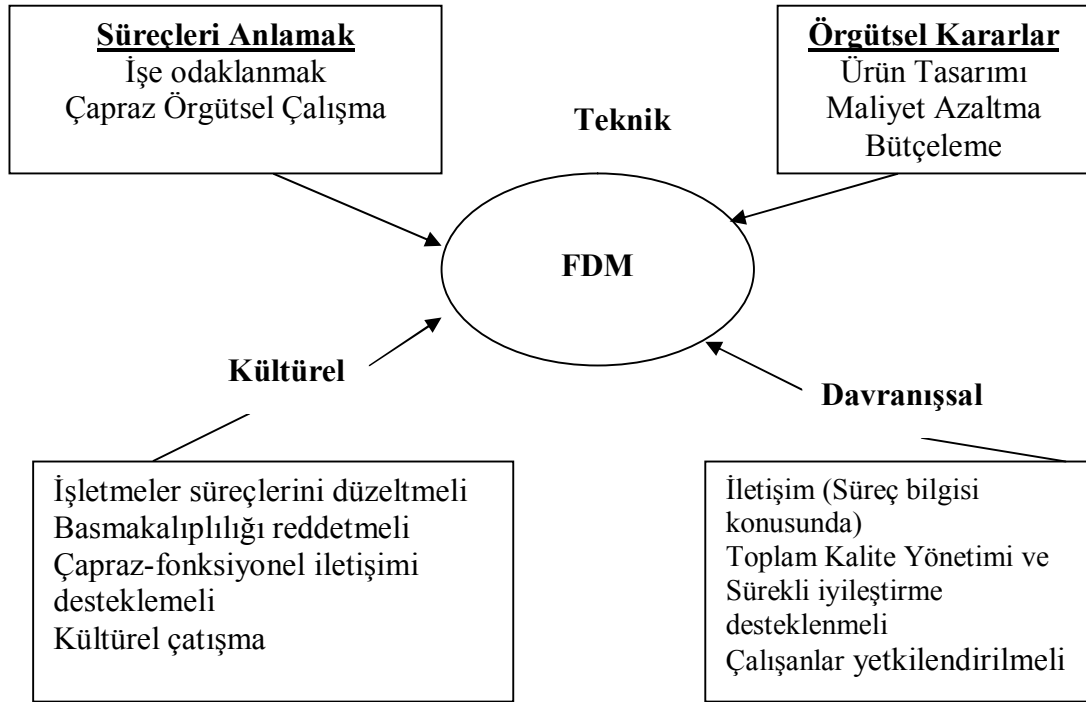 Süreçleri Anlamak
İşe odaklanmak
Çapraz Örgütsel Çalışma
Örgütsel Kararlar
Ürün Tasarımı
Maliyet Azaltma
Bütçeleme
Teknik
FDM
Kültürel
Davranışsal
İşletmeler süreçlerini düzeltmeli
Basmakalıplılığı reddetmeli
Çapraz-fonksiyonel iletişimi
desteklemeli
Kültürel çatışma
İletişim (Süreç bilgisi
konusunda)
Toplam Kalite Yönetimi ve
Sürekli iyileştirme
desteklenmeli
Çalışanlar yetkilendirilmeli